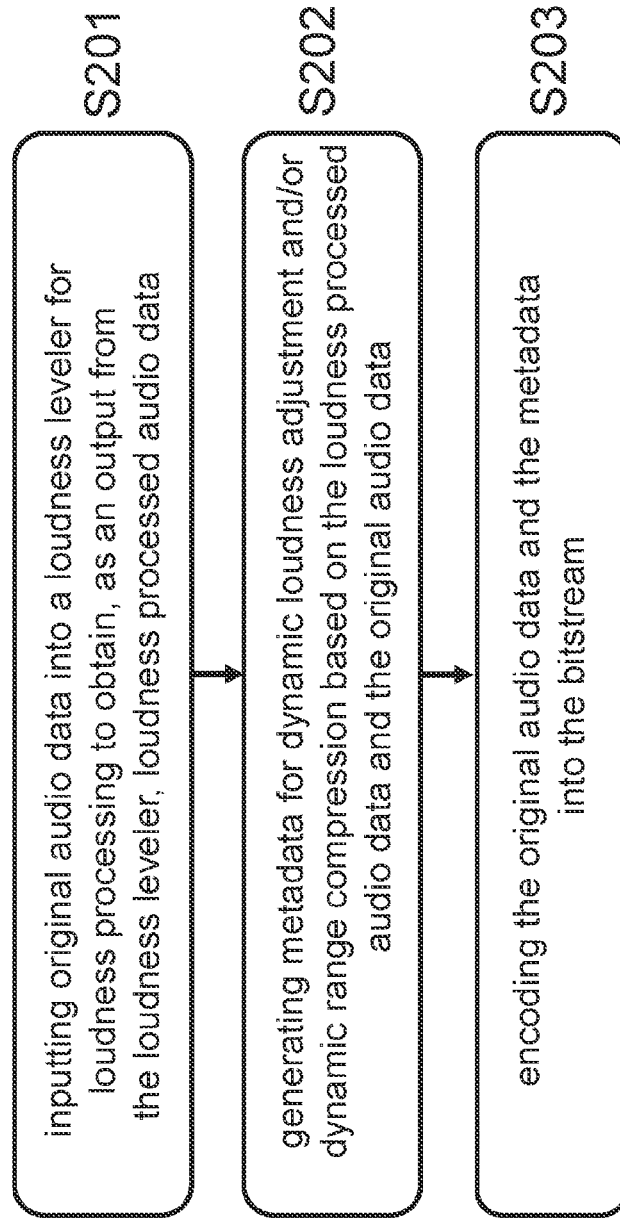 inputting original audio data into a loudness leveler for
loudness processing to obtain, as an output from
the loudness leveler, loudness processed audio data
S201
generating metadata for dynamic loudness adjustment and/or
dynamic range compression based on the loudness processed
audio data and the original audio data
S202
encoding the original audio data and the metadata
into the bitstream
S203